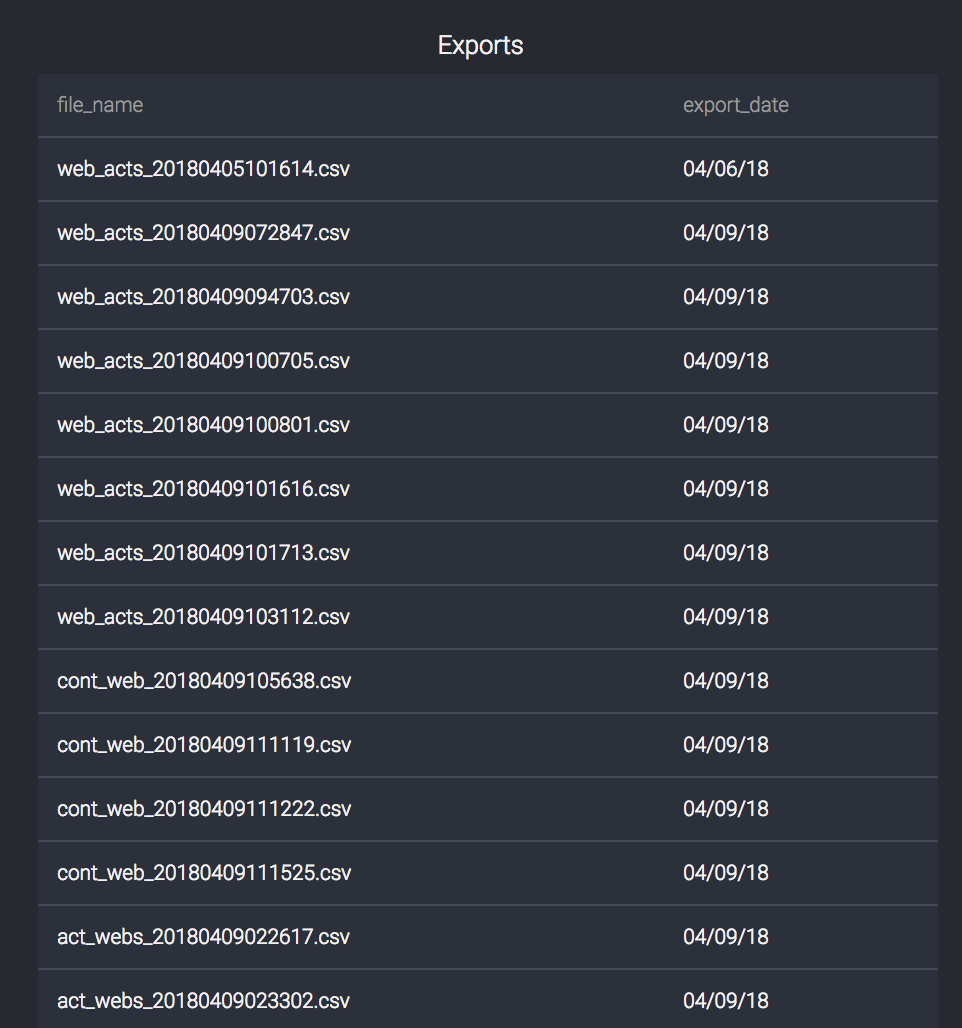 Exports
file_name export_date
web_acts_20180405101614.csv 04/06/18
web_acts_20180409072847.csv 04/09/18
web_acts_20180409094703.csv 04/09/18
web_acts_20180409100705.csv 04/09/18
web_acts_20180409100801.csv 04/09/18
web_acts_20180409101616.csv 04/09/18
web_acts_20180409101713.csv 04/09/18
web_acts_20180409103112.csv 04/09/18
cont_web_20180409105638.csv 04/09/18
cont_web_20180409111119.csv 04/09/18
cont_web_20180409111222.csv 04/09/18
cont_web_20180409111525.csv 04/09/18
act_webs_20180409022617.csv 04/09/18
act_webs_20180409023302.csv 04/09/18